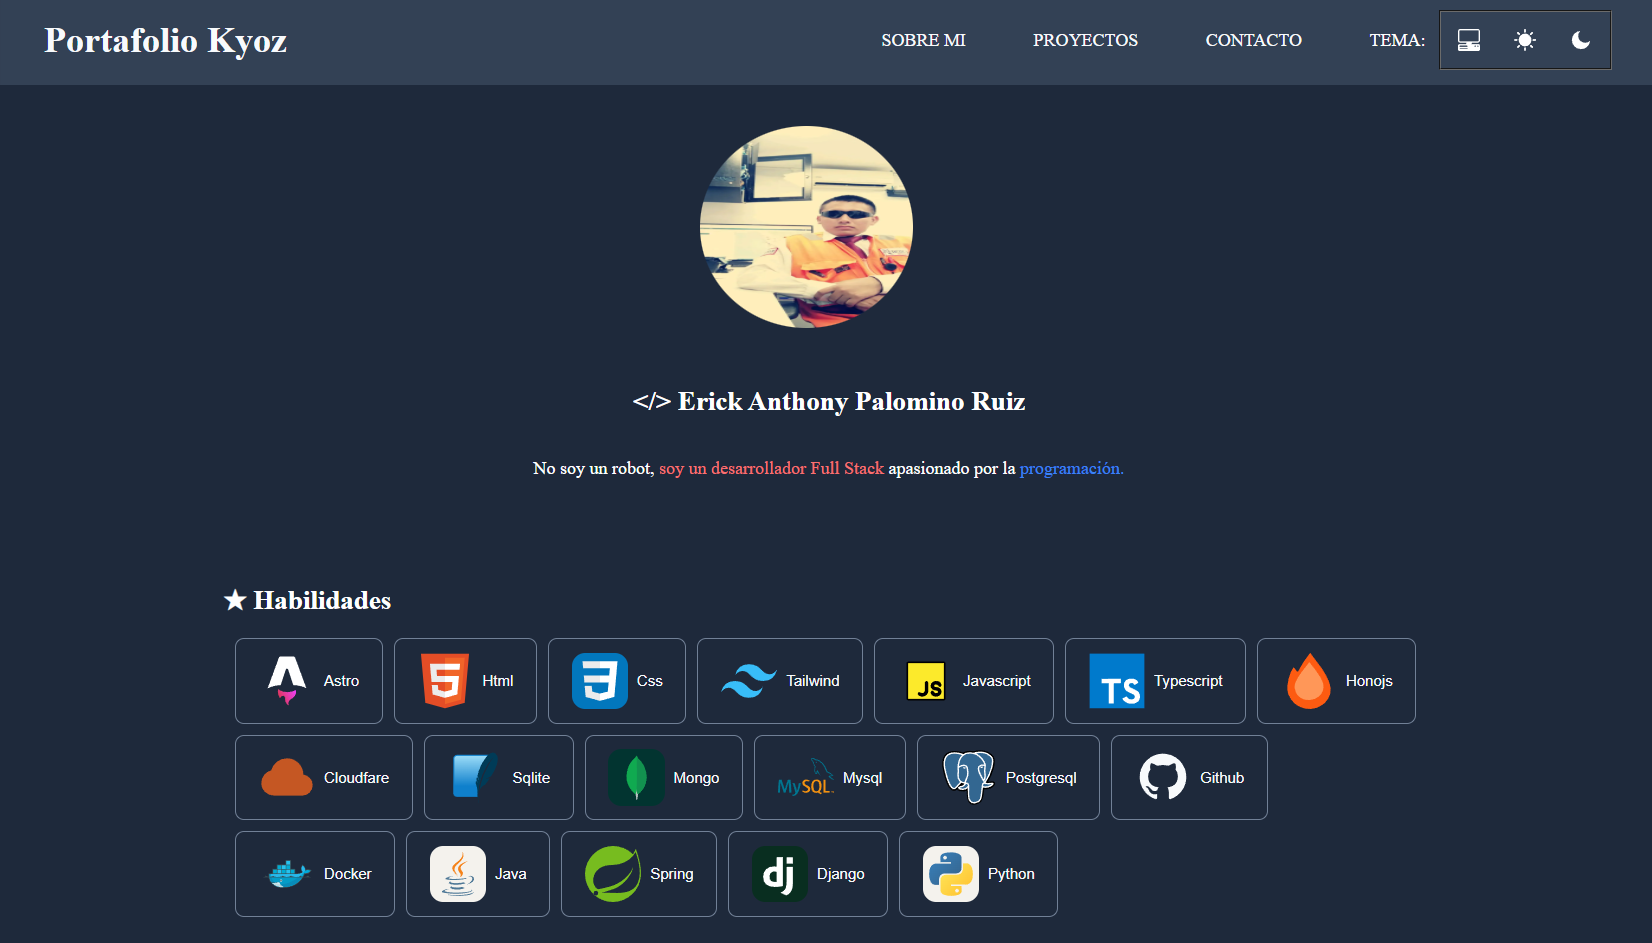 Portafolio Kyoz
SOBRE MI PROYECTOS CONTACTO TEMA:
</> Erick Anthony Palomino Ruiz
No soy un robot, soy un desarrollador Full Stack apasionado por la programación.
★ Habilidades
Astro 5 Html 3 Css Tailwind JS Javascript TS Typescript Honojs
Cloudfare Sqlite Mongo MySQL Mysql Postgresql Github
Docker Java Spring dj Django Python